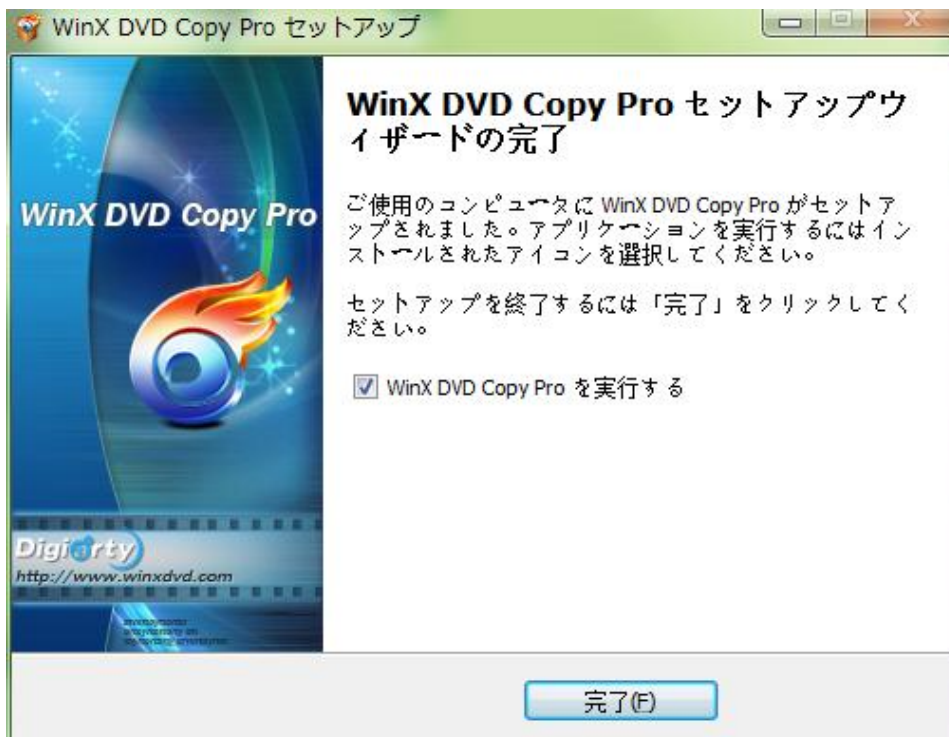 WinX DVD Copy Pro セットアップ
WinX DVD Copy Pro セットアップウ
ィザードの完了
WinX DVD Copy Pro
ご使用のコンピュータに WinX DVD Copy Pro がセットア
ップされました。アプリケーションを実行するにはイン
ストールされたアイコンを選択してください。
セットアップを終了するには「完了」をクリックしてく
ださい。
WinX DVD Copy Pro を実行する
Digiarty
http://www.winxdvd.com
完了(F)